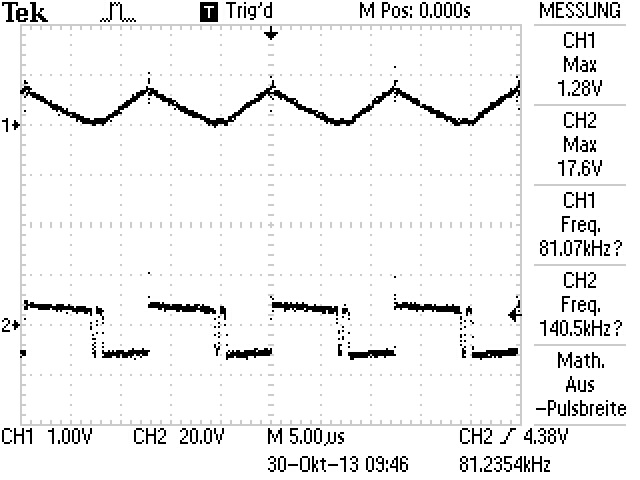 Tek T Trig'd M Pos: 0.000s MESSUNG
CH1
Max
1.28V
CH2
Max
17.6V
CH1
Freq.
81.07kHz?
CH2
Freq.
140.5kHz?
Math.
Aus
-Pulsbreite
1
2
CH1 1.00V CH2 20.0V M 5.00µs CH2 4.38V
30-Okt-13 09:46 81.2354kHz